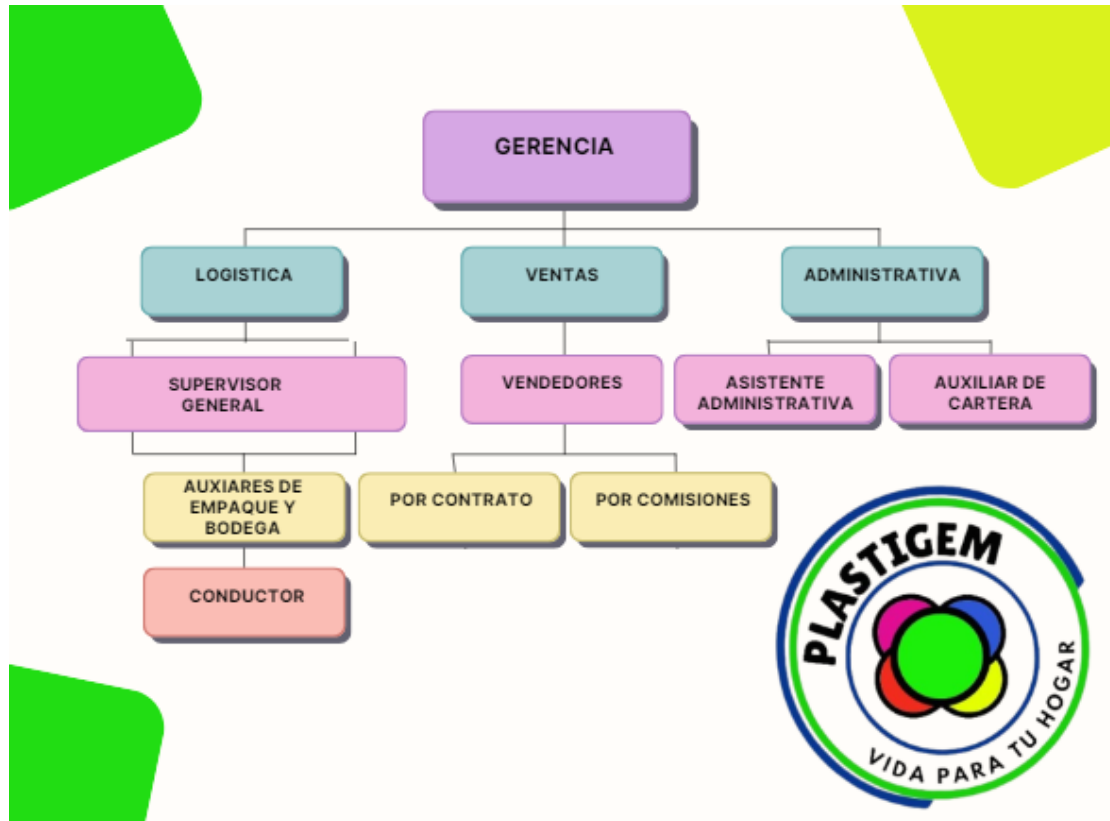 GERENCIA
LOGISTICA
VENTAS
ADMINISTRATIVA
SUPERVISOR
GENERAL
VENDEDORES
ASISTENTE
ADMINISTRATIVA
AUXILIAR DE
CARTERA
AUXIARES DE
EMPAQUE Y
BODEGA
POR CONTRATO
POR COMISIONES
CONDUCTOR
PLASTIGEM
VIDA PARA TU HOGAR